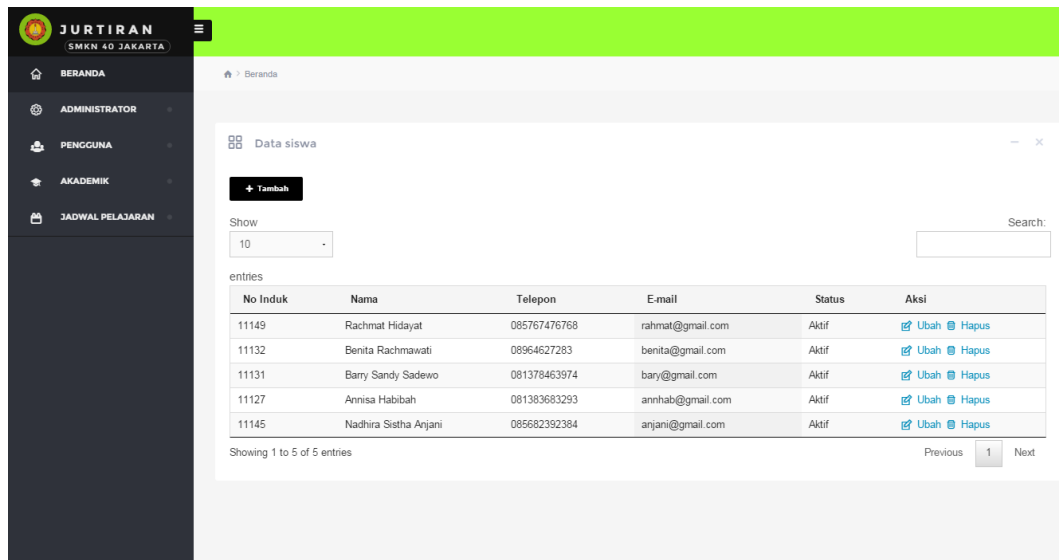 JURTIRAN
SMKN 40 JAKARTA
BERANDA
ADMINISTRATOR
PENGGUNA
AKADEMIK
JADWAL PELAJARAN
> Beranda
Data siswa
+ Tambah
Show
10
entries
Search:
No Induk Nama Telepon E-mail Status Aksi
11149 Rachmat Hidayat 085767476768 rahmat@gmail.com Aktif Ubah Hapus
11132 Benita Rachmawati 08964627283 benita@gmail.com Aktif Ubah Hapus
11131 Barry Sandy Sadewo 081378463974 bary@gmail.com Aktif Ubah Hapus
11127 Annisa Habibah 081383683293 annhab@gmail.com Aktif Ubah Hapus
11145 Nadhira Sistha Anjani 085682392384 anjani@gmail.com Aktif Ubah Hapus
Showing 1 to 5 of 5 entries
Previous 1 Next